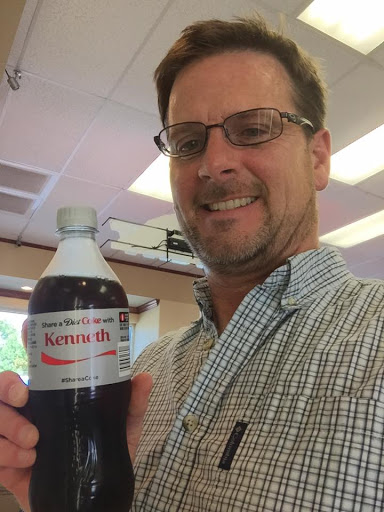 Share a Diet Coke with
Kenneth
#ShareaCoke